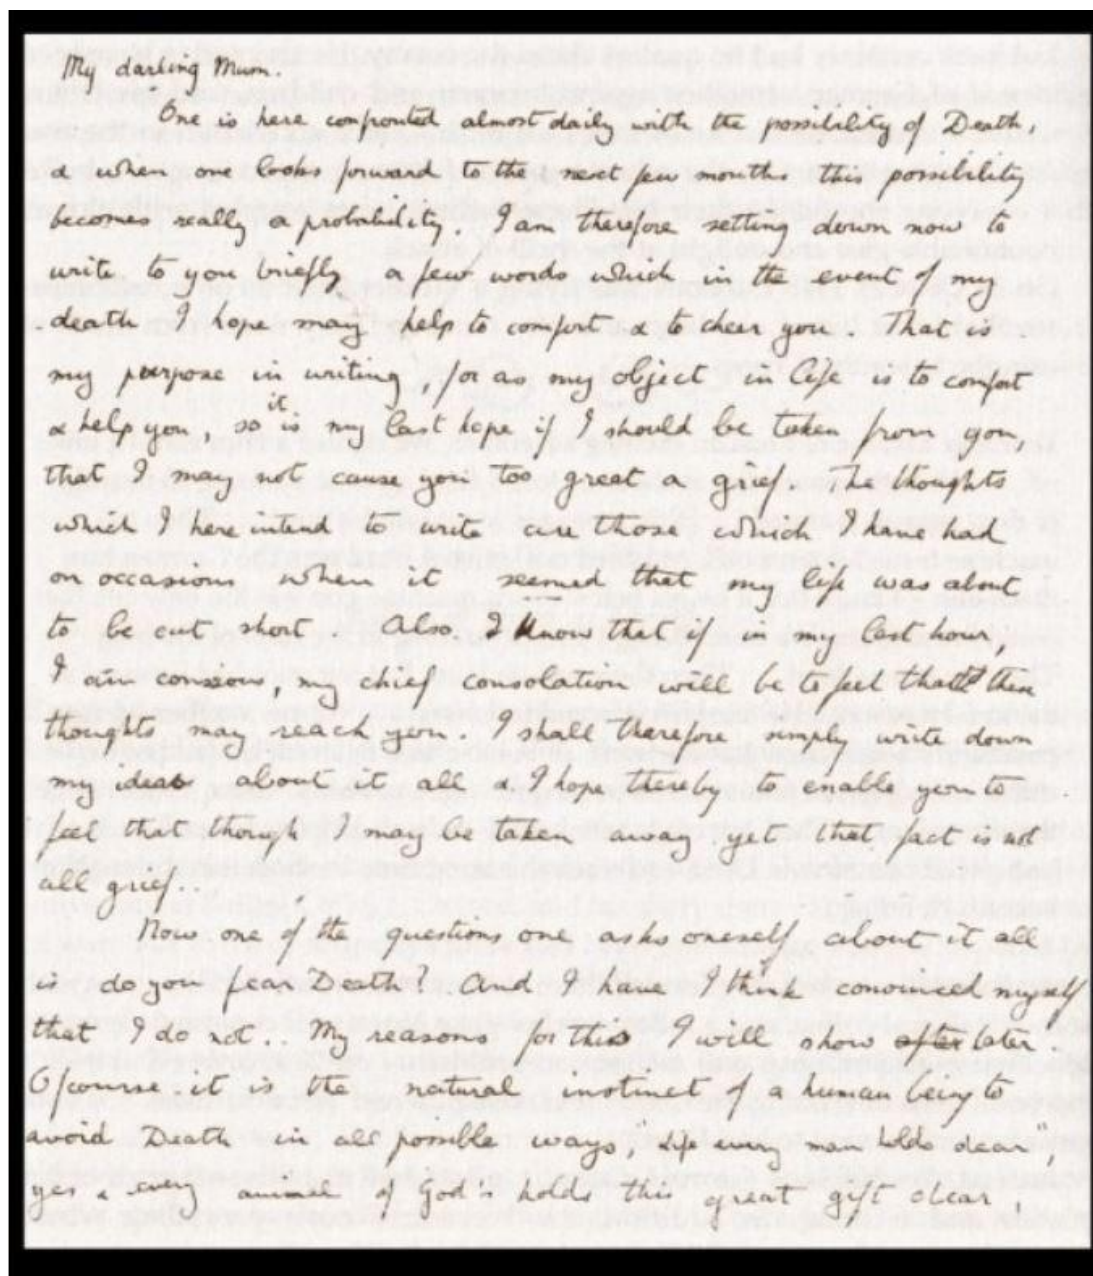 My darling Mum.
One is here confronted almost daily with the possibility of Death,
& when one looks forward to the next few months this possibility
becomes really a probability. I am therefore setting down now to
write to you briefly a few words which in the event of my
death I hope may help to comfort & to cheer you. That is
my purpose in writing, for as my object in life is to comfort
& help you, so it is my last hope if I should be taken from you
that I may not cause you too great a grief. The thoughts
which I here intend to write are those which I have had
on occasions when it seemed that my life was about
to be cut short. Also I know that if in my last hour,
I am conscious, my chief consolation will be to feel that these
thoughts may reach you. I shall therefore simply write down
my ideas about it all & I hope thereby to enable you to
feel that though I may be taken away yet that fact is not
all grief..
Now one of the questions one asks oneself about it all
is do you fear Death? And I have I think convinced myself
that I do not.. My reasons for this I will show after later
Of course it is the natural instinct of a human being to
avoid Death in all possible ways; "Life every man holds dear"
yes & every animal of God's holds this great gift dear!